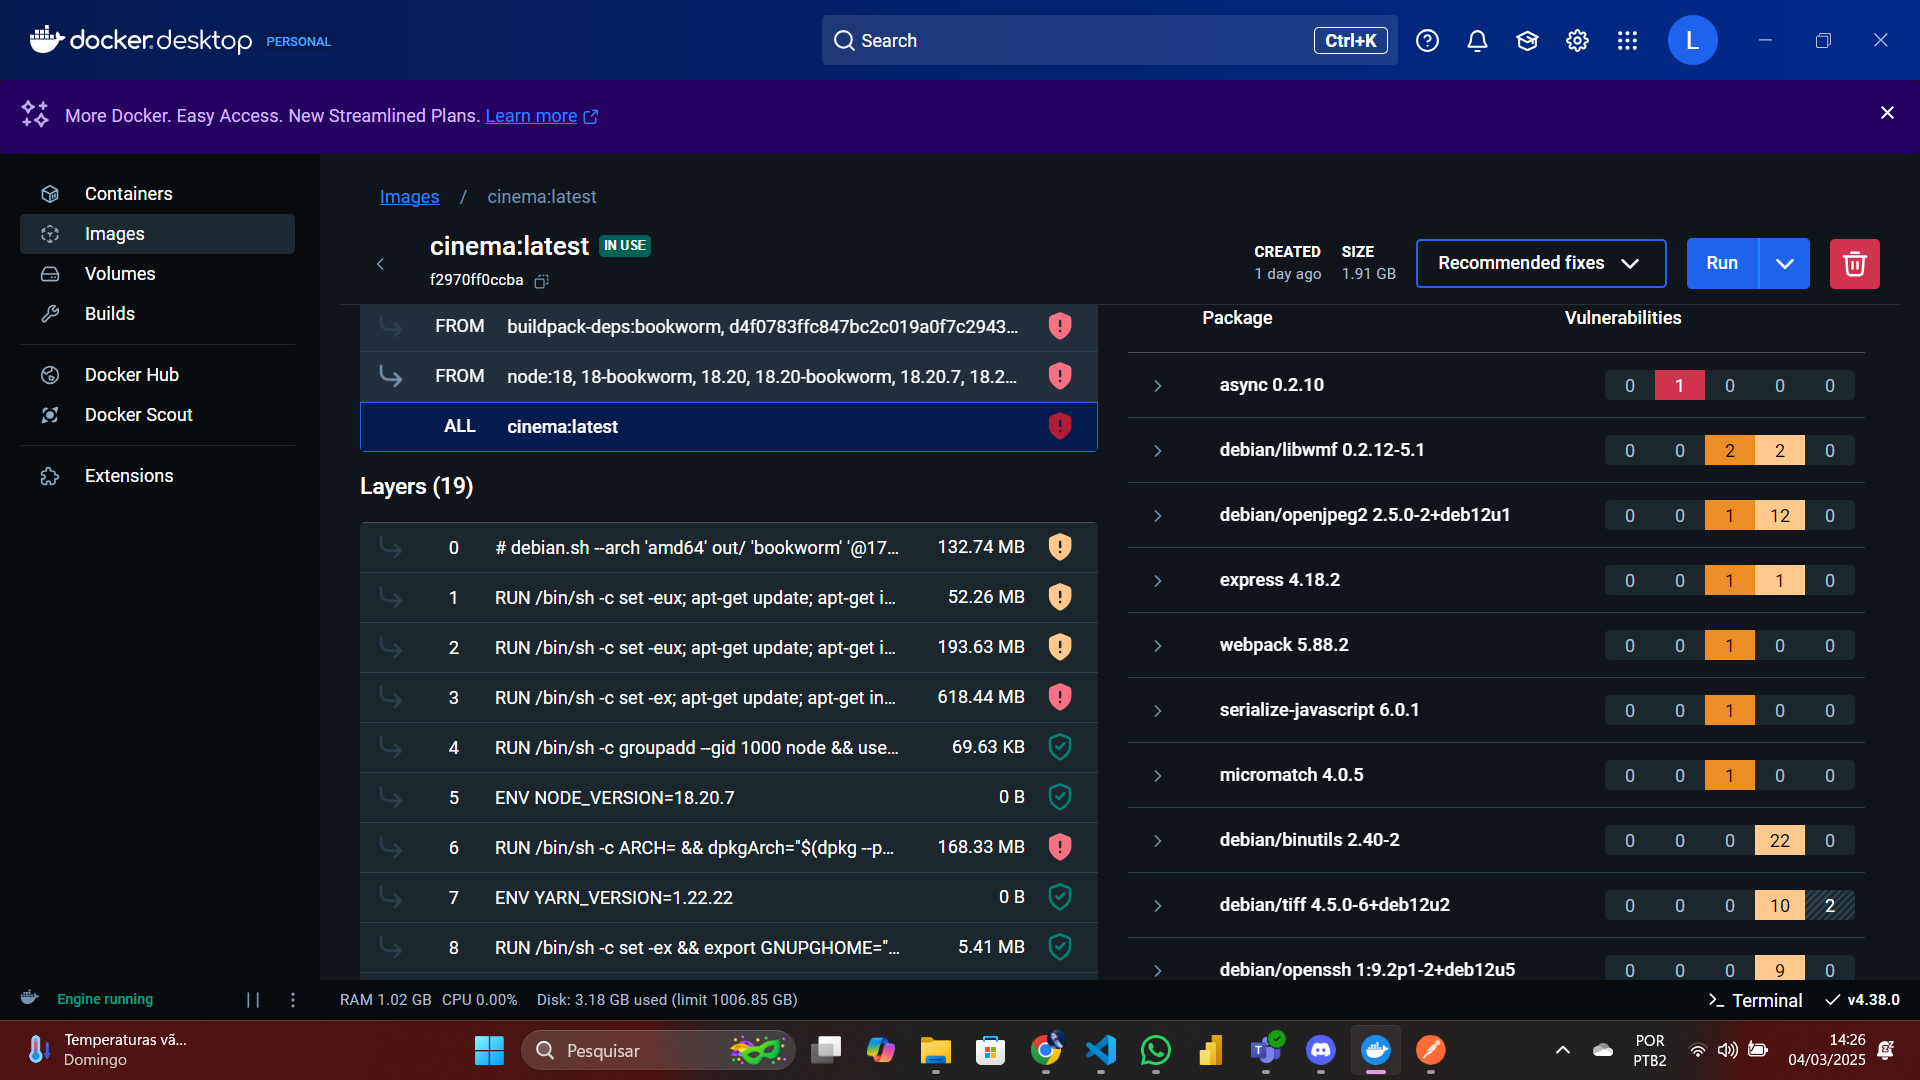 docker.desktop PERSONAL
Search
Ctrl+K
L
More Docker. Easy Access. New Streamlined Plans. Learn more
Containers
Images
Volumes
Builds
Docker Hub
Docker Scout
Extensions
Images / cinema:latest
cinema:latest IN USE
f2970ff0ccba
CREATED
1 day ago
SIZE
1.91 GB
Recommended fixes
Run
FROM buildpack-deps:bookworm, d4f0783ffc847bc2c019a0f7c2943...
FROM node:18, 18-bookworm, 18.20, 18.20-bookworm, 18.20.7, 18.2...
ALL cinema:latest
Layers (19)
0 # debian.sh --arch 'amd64' out/ 'bookworm' '@17... 132.74 MB
1 RUN /bin/sh -c set -eux; apt-get update; apt-get i... 52.26 MB
2 RUN /bin/sh -c set -eux; apt-get update; apt-get i... 193.63 MB
3 RUN /bin/sh -c set -ex; apt-get update; apt-get in... 618.44 MB
4 RUN /bin/sh -c groupadd --gid 1000 node && use... 69.63 KB
5 ENV NODE_VERSION=18.20.7 0 B
6 RUN /bin/sh -c ARCH= && dpkgArch="$(dpkg --p... 168.33 MB
7 ENV YARN_VERSION=1.22.22 0 B
8 RUN /bin/sh -c set -ex && export GNUPGHOME="... 5.41 MB
Package Vulnerabilities
async 0.2.10 0 1 0 0 0
debian/libwmf 0.2.12-5.1 0 0 2 2 0
debian/openjpeg2 2.5.0-2+deb12u1 0 0 1 12 0
express 4.18.2 0 0 1 1 0
webpack 5.88.2 0 0 1 0 0
serialize-javascript 6.0.1 0 0 1 0 0
micromatch 4.0.5 0 0 1 0 0
debian/binutils 2.40-2 0 0 0 22 0
debian/tiff 4.5.0-6+deb12u2 0 0 0 10 2
debian/openssh 1:9.2p1-2+deb12u5 0 0 0 9 0
Engine running
RAM 1.02 GB CPU 0.00% Disk: 3.18 GB used (limit 1006.85 GB)
Terminal
v4.38.0
Temperaturas vã...
Domingo
Pesquisar
POR
PTB2
14:26
04/03/2025